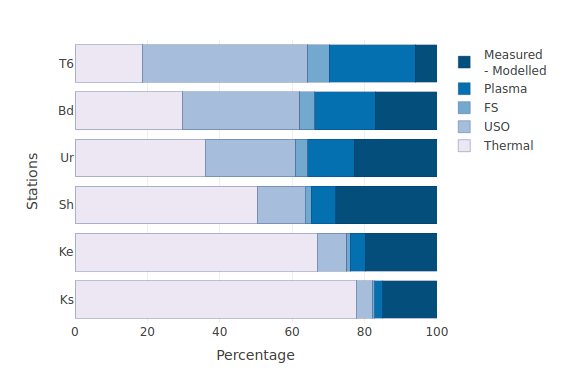 T6
Bd
Ur
Sh
Ke
Ks
Stations
0 20 40 60 80 100
Percentage
Measured
- Modelled
Plasma
FS
USO
Thermal